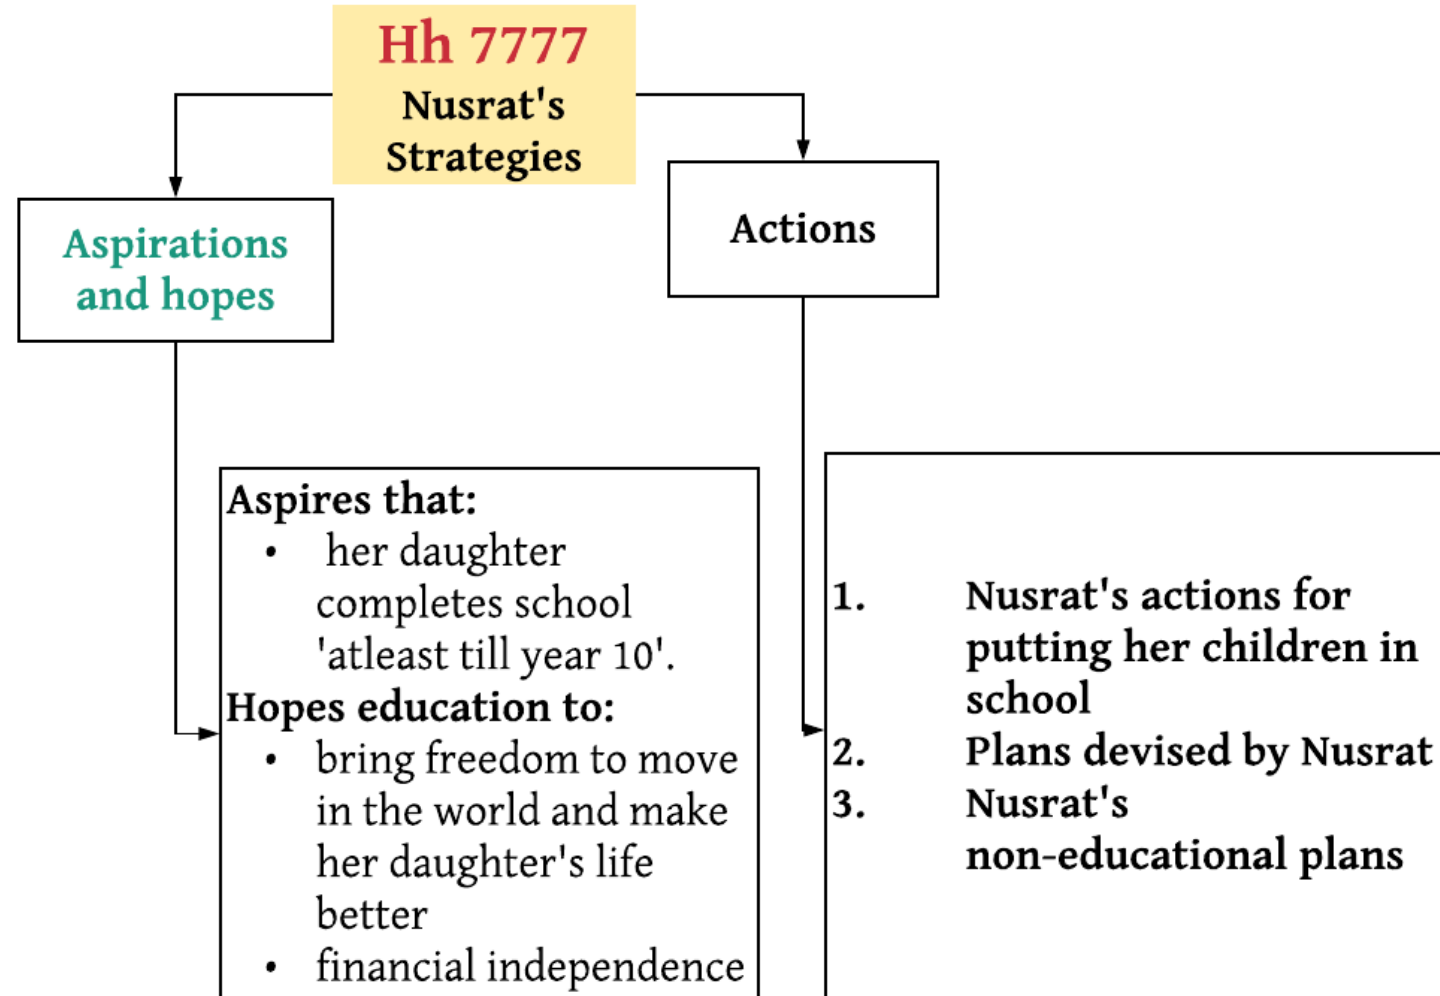 Hh 7777
Nusrat's
Strategies
Aspirations
and hopes
Actions
Aspires that:
• her daughter
completes school
'atleast till year 10'.
Hopes education to:
• bring freedom to move
in the world and make
her daughter's life
better
• financial independence
1. Nusrat's actions for
putting her children in
school
2. Plans devised by Nusrat
3. Nusrat's
non-educational plans